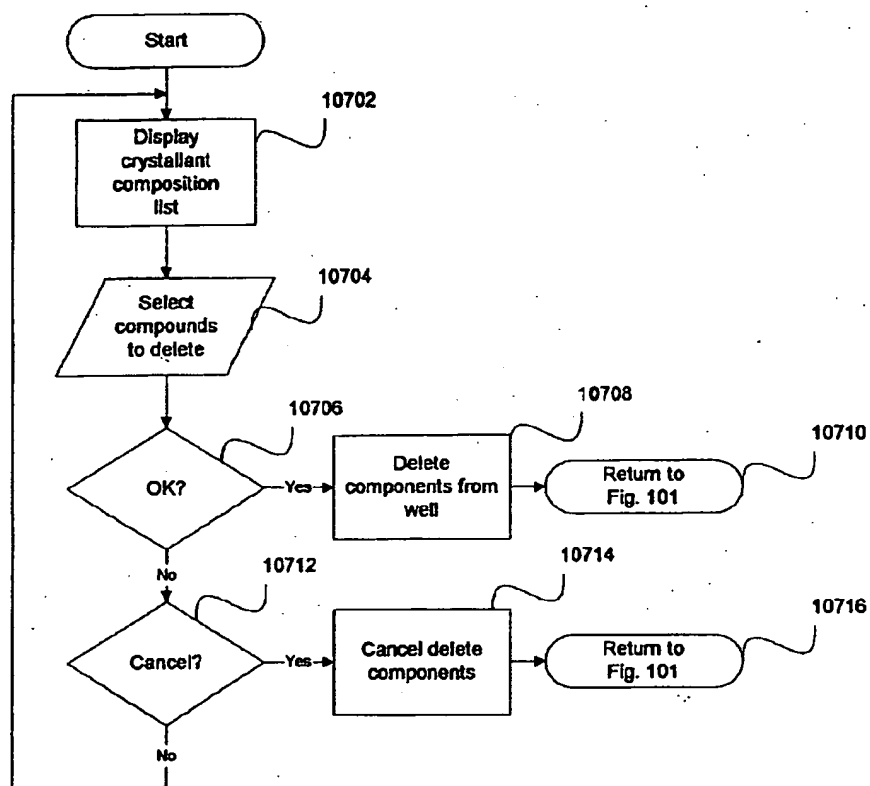 Start
10702
Display
crystallant
composition
list
10704
Select
compounds
to delete
10706
OK?
Yes
10708
Delete
components from
well
10710
Return to
Fig. 101
No
10712
Cancel?
Yes
10714
Cancel delete
components
10716
Return to
Fig. 101
No